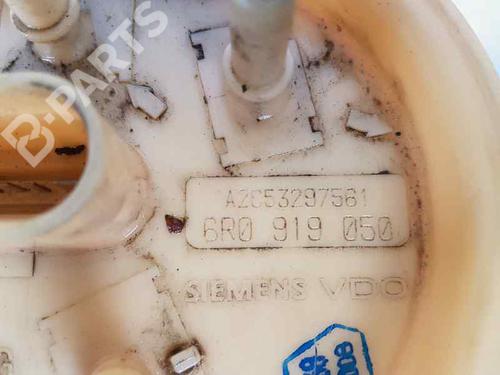 B-PARTS
A2C53297561
6R0 919 050
SIEMENS VDO